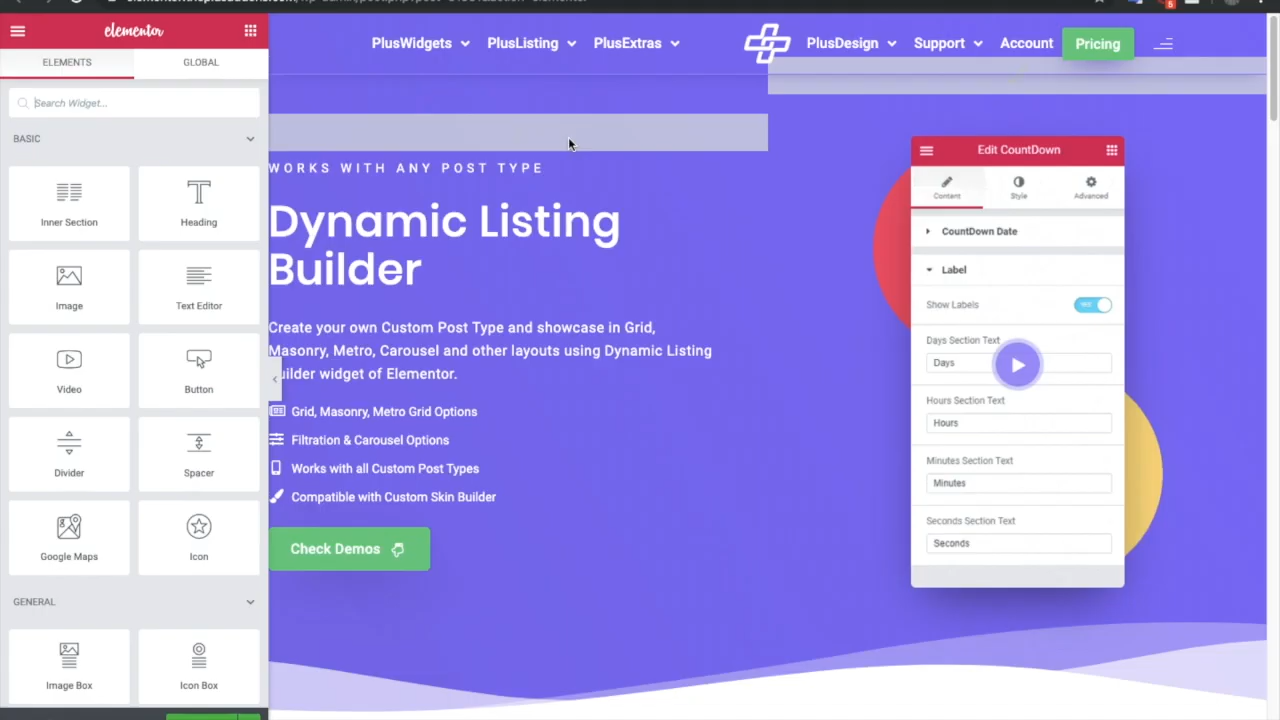 elementor
ELEMENTS
GLOBAL
Search Widget...
BASIC
Inner Section
Heading
Image
Text Editor
Video
Button
Divider
Spacer
Google Maps
Icon
GENERAL
Image Box
Icon Box
PlusWidgets
PlusListing
PlusExtras
PlusDesign
Support
Account
Pricing
WORKS WITH ANY POST TYPE
Dynamic Listing
Builder
Create your own Custom Post Type and showcase in Grid,
Masonry, Metro, Carousel and other layouts using Dynamic Listing
widget of Elementor.
Grid, Masonry, Metro Grid Options
Filtration & Carousel Options
Works with all Custom Post Types
Compatible with Custom Skin Builder
Check Demos
Edit CountDown
Content
Style
Advanced
CountDown Date
Label
Show Labels
YES
Days Section Text
Days
Hours Section Text
Hours
Minutes Section Text
Minutes
Seconds Section Text
Seconds